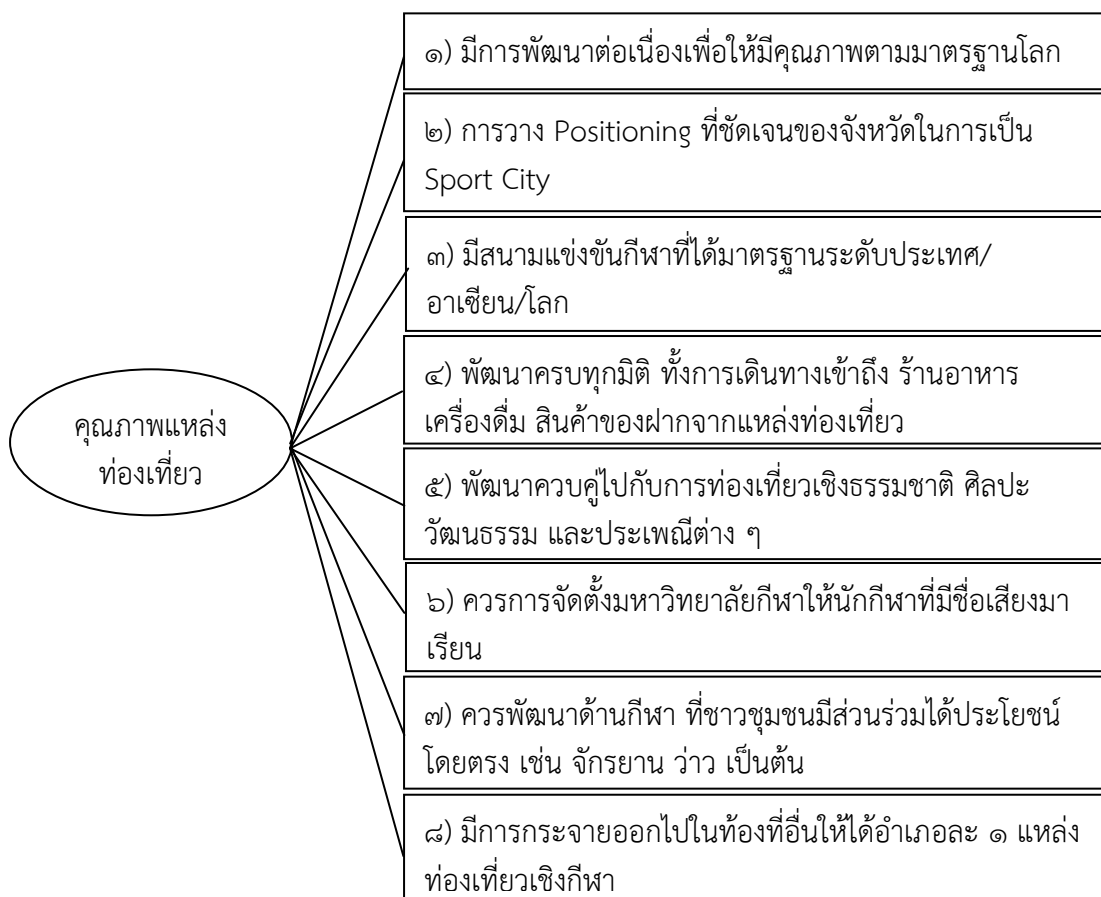 ๑) มีการพัฒนาต่อเนื่องเพื่อให้มีคุณภาพตามมาตรฐานโลก
๒) การวาง Positioning ที่ชัดเจนของจังหวัดในการเป็น
Sport City
๓) มีสนามแข่งขันกีฬาที่ได้มาตรฐานระดับประเทศ/
อาเซียน/โลก
๔) พัฒนาครบทุกมิติ ทั้งการเดินทางเข้าถึง ร้านอาหาร
เครื่องดื่ม สินค้าของฝากจากแหล่งท่องเที่ยว
คุณภาพแหล่ง
ท่องเที่ยว
๕) พัฒนาควบคู่ไปกับการท่องเที่ยวเชิงธรรมชาติ ศิลปะ
วัฒนธรรม และประเพณีต่าง ๆ
๖) ควรการจัดตั้งมหาวิทยาลัยกีฬาให้นักกีฬาที่มีชื่อเสียงมา
เรียน
๗) ควรพัฒนาด้านกีฬา ที่ชาวชุมชนมีส่วนร่วมได้ประโยชน์
โดยตรง เช่น จักรยาน ว่าว เป็นต้น
๘) มีการกระจายออกไปในท้องที่อื่นให้ได้อำเภอละ ๑ แหล่ง
ท่องเที่ยวเชิงกีฬา